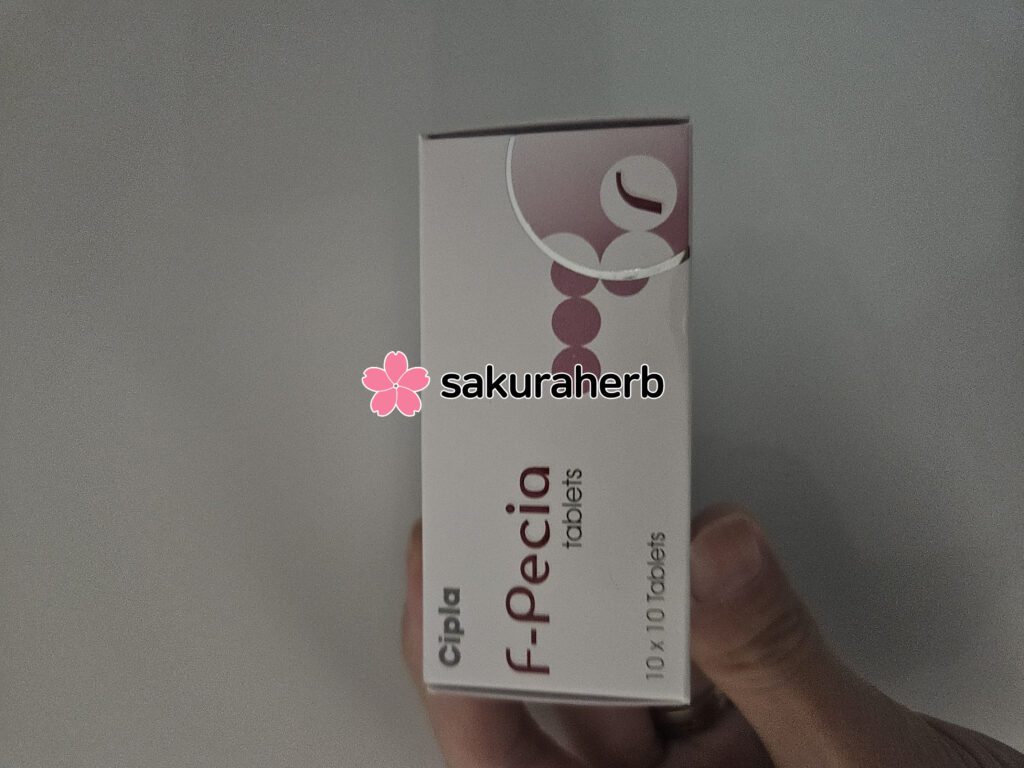 Cipla
F-Pecia
tablets
10 x 10 Tablets
sakuraherb